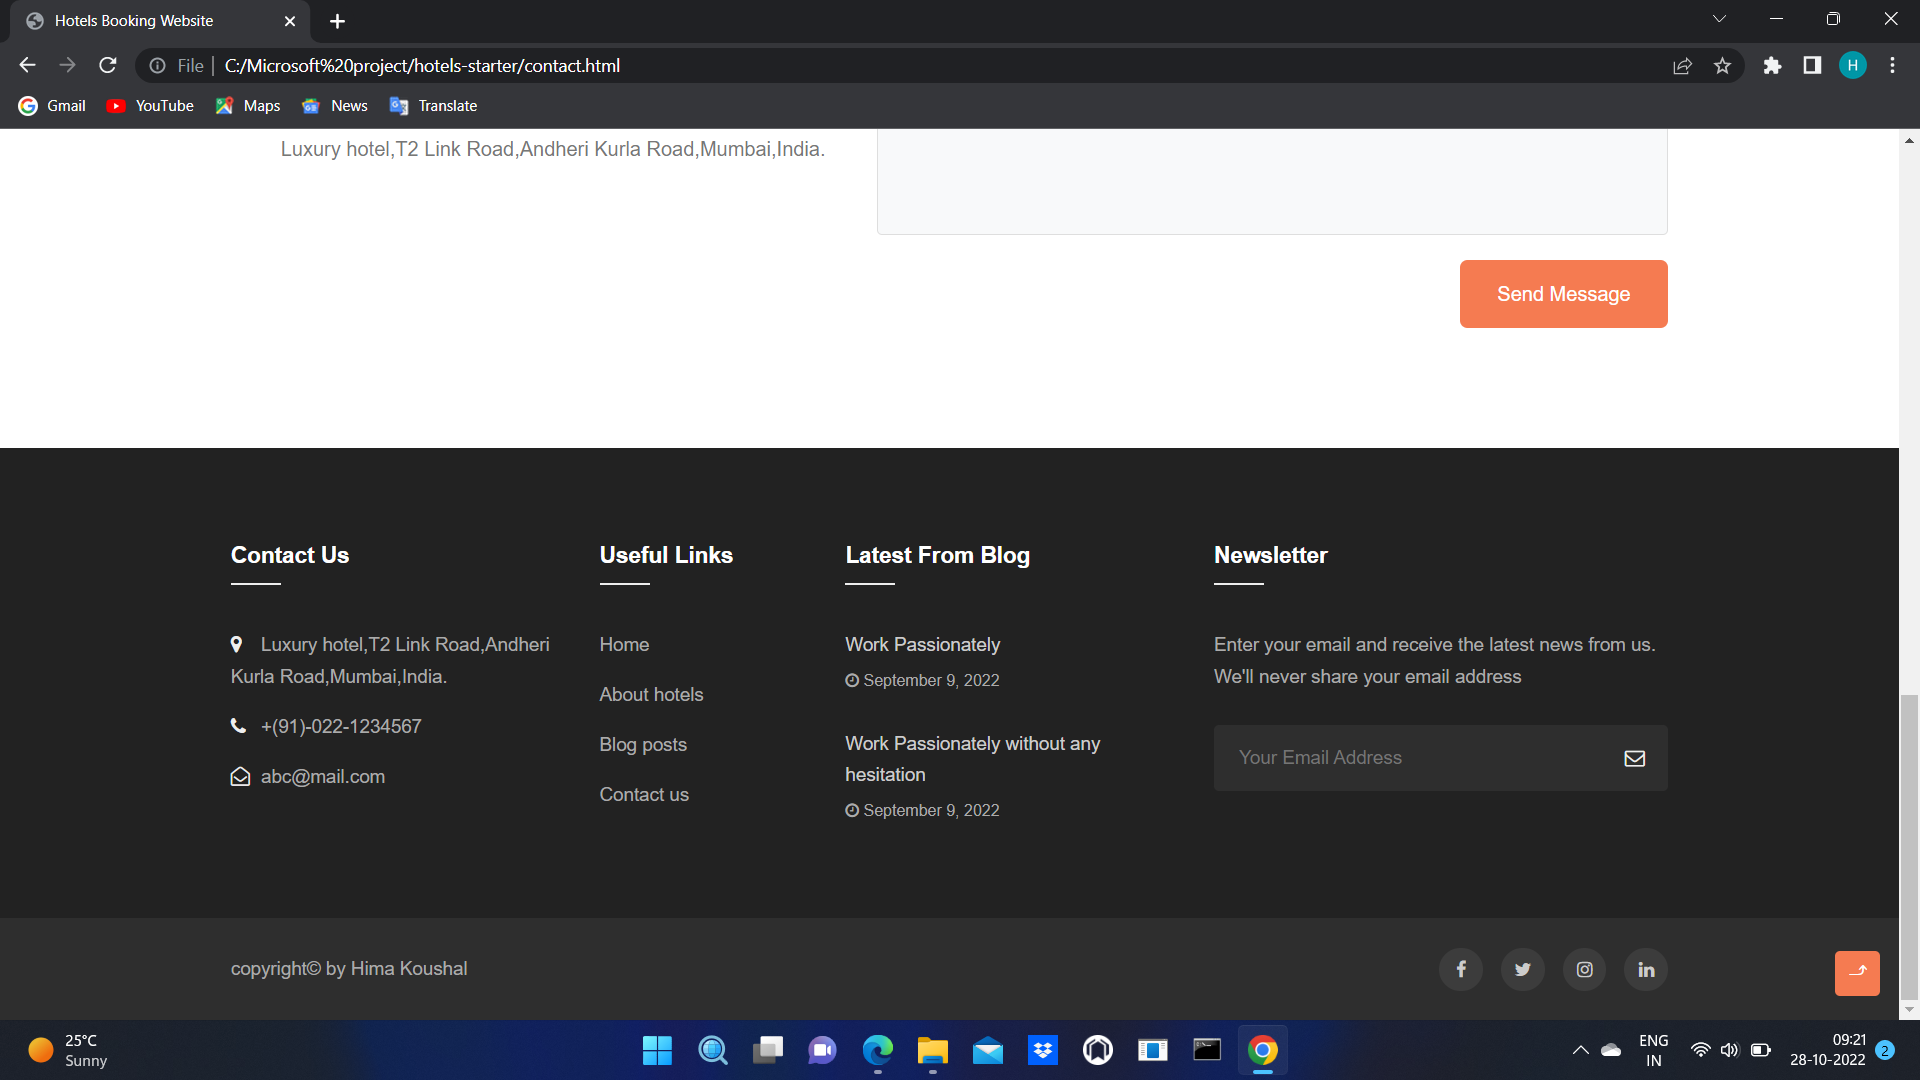 Hotels Booking Website
File
C:/Microsoft%20project/hotels-starter/contact.html
H
Gmail
YouTube
Maps
News
Translate
Luxury hotel,T2 Link Road,Andheri Kurla Road,Mumbai,India.
Send Message
Contact Us
Luxury hotel,T2 Link Road,Andheri
Kurla Road,Mumbai,India.
+(91)-022-1234567
abc@mail.com
Useful Links
Home
About hotels
Blog posts
Contact us
Latest From Blog
Work Passionately
September 9, 2022
Work Passionately without any
hesitation
September 9, 2022
Newsletter
Enter your email and receive the latest news from us.
We'll never share your email address
Your Email Address
copyright© by Hima Koushal
25°C
Sunny
ENG
IN
09:21
28-10-2022
2